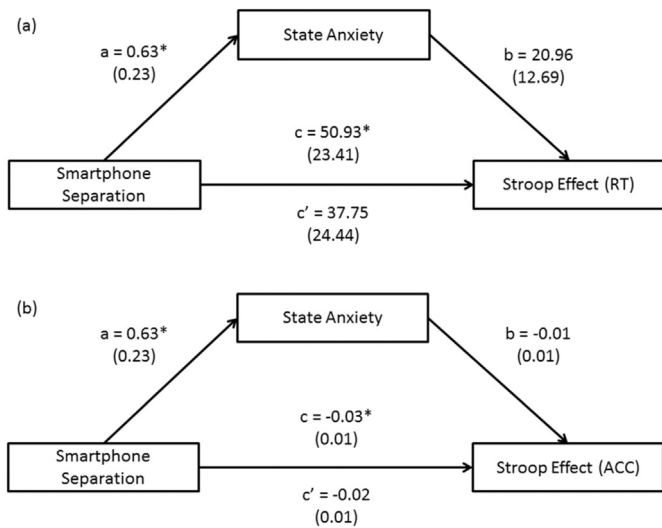 (a)
State Anxiety
a = 0.63*
(0.23)
b = 20.96
(12.69)
c = 50.93*
(23.41)
Smartphone
Separation
Stroop Effect (RT)
c’ = 37.75
(24.44)
(b)
State Anxiety
a = 0.63*
(0.23)
b = -0.01
(0.01)
c = -0.03*
(0.01)
Smartphone
Separation
Stroop Effect (ACC)
c’ = -0.02
(0.01)